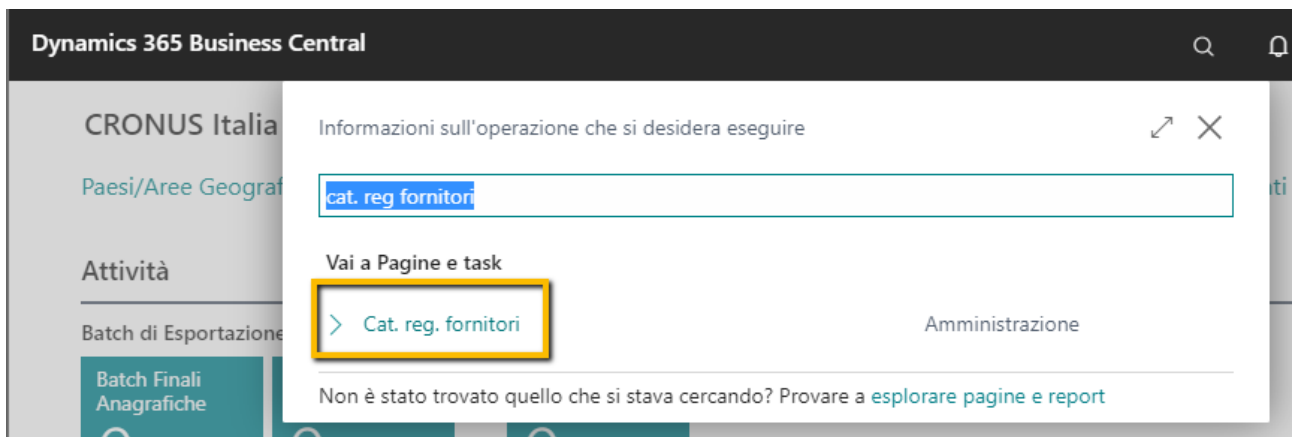 Dynamics 365 Business Central
CRONUS Italia
Informazioni sull'operazione che si desidera eseguire
Paesi/Aree Geograf
cat. reg fornitori
ti
Vai a Pagine e task
Attività
Cat. reg. fornitori
Amministrazione
Batch di Esportazione
Batch Finali
Anagrafiche
Non è stato trovato quello che si stava cercando? Provare a esplorare pagine e report